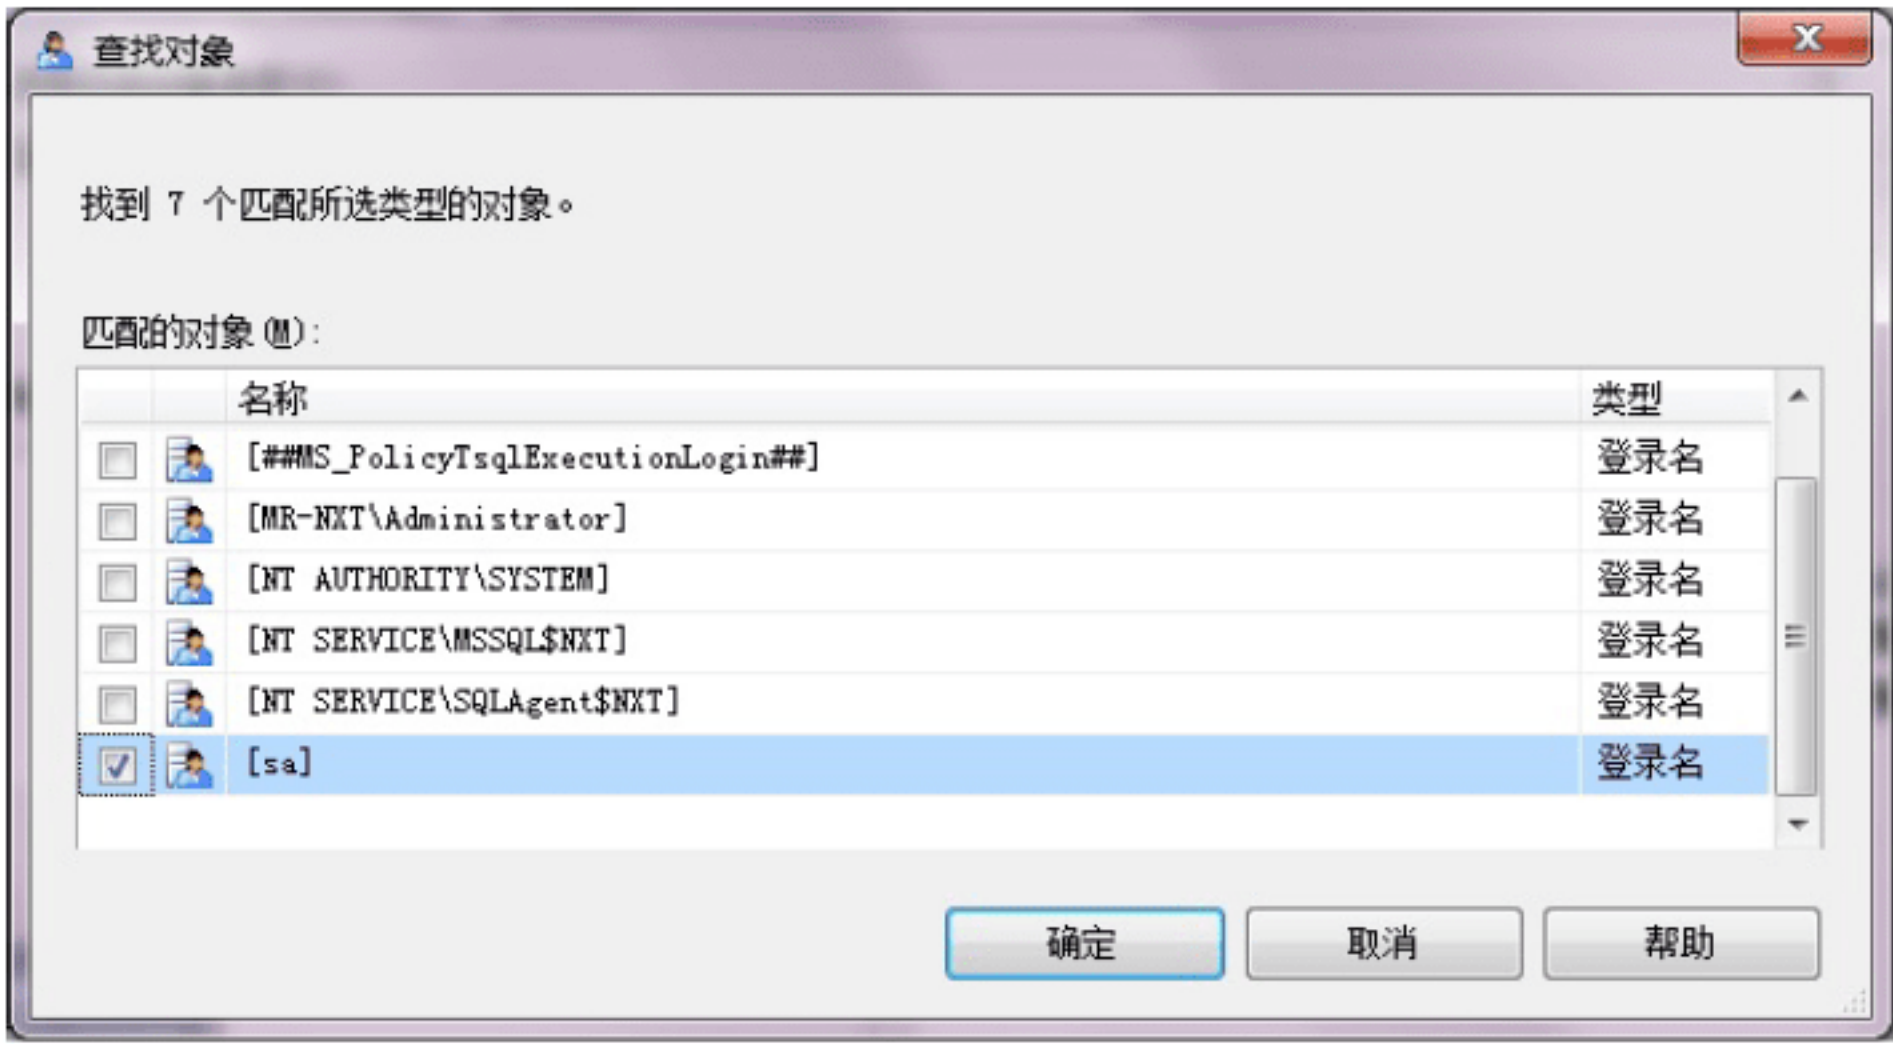 查找对象
找到 7 个匹配所选类型的对象。
匹配的对象(M):
名称 类型
[##MS_PolicyTsqlExecutionLogin##] 登录名
[MR-NXT\Administrator] 登录名
[NT AUTHORITY\SYSTEM] 登录名
[NT SERVICE\MSSQL$NXT] 登录名
[NT SERVICE\SQLAgent$NXT] 登录名
[sa] 登录名
确定 取消 帮助